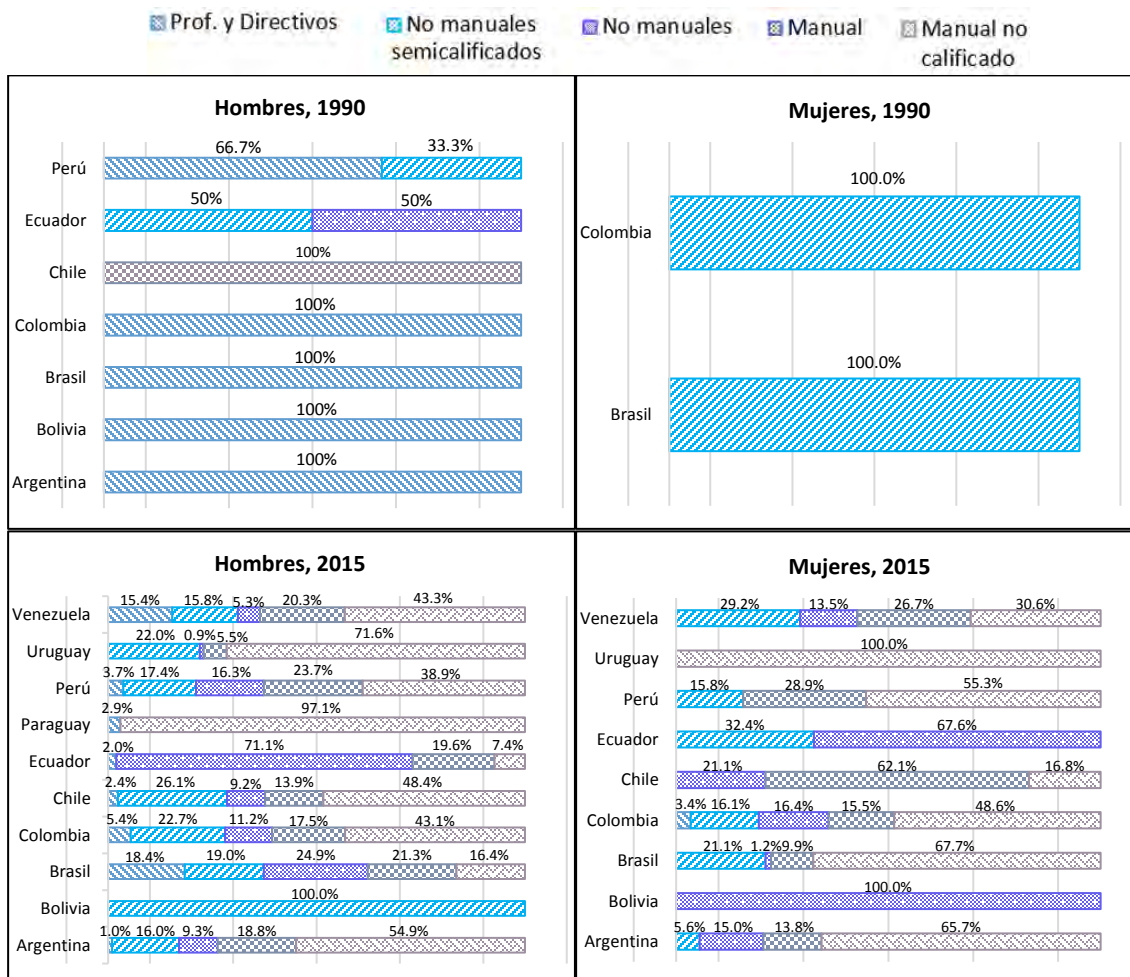 Prof. y Directivos
No manuales
semicalificados
No manuales
Manual
Manual no
calificado
Hombres, 1990
66.7% 33.3%
Perú
50% 50%
Ecuador
100%
Chile
100%
Colombia
100%
Brasil
100%
Bolivia
100%
Argentina
Mujeres, 1990
100.0%
Colombia
100.0%
Brasil
Hombres, 2015
15.4% 15.8% 5.3% 20.3% 43.3%
Venezuela
22.0% 0.9% 5.5% 71.6%
Uruguay
3.7% 17.4% 16.3% 23.7% 38.9%
Perú
2.9% 97.1%
Paraguay
2.0% 71.1% 19.6% 7.4%
Ecuador
2.4% 26.1% 9.2% 13.9% 48.4%
Chile
5.4% 22.7% 11.2% 17.5% 43.1%
Colombia
18.4% 19.0% 24.9% 21.3% 16.4%
Brasil
100.0%
Bolivia
1.0% 16.0% 9.3% 18.8% 54.9%
Argentina
Mujeres, 2015
29.2% 13.5% 26.7% 30.6%
Venezuela
100.0%
Uruguay
15.8% 28.9% 55.3%
Perú
32.4% 67.6%
Ecuador
21.1% 62.1% 16.8%
Chile
3.4% 16.1% 16.4% 15.5% 48.6%
Colombia
21.1% 1.2% 9.9% 67.7%
Brasil
100.0%
Bolivia
5.6% 15.0% 13.8% 65.7%
Argentina